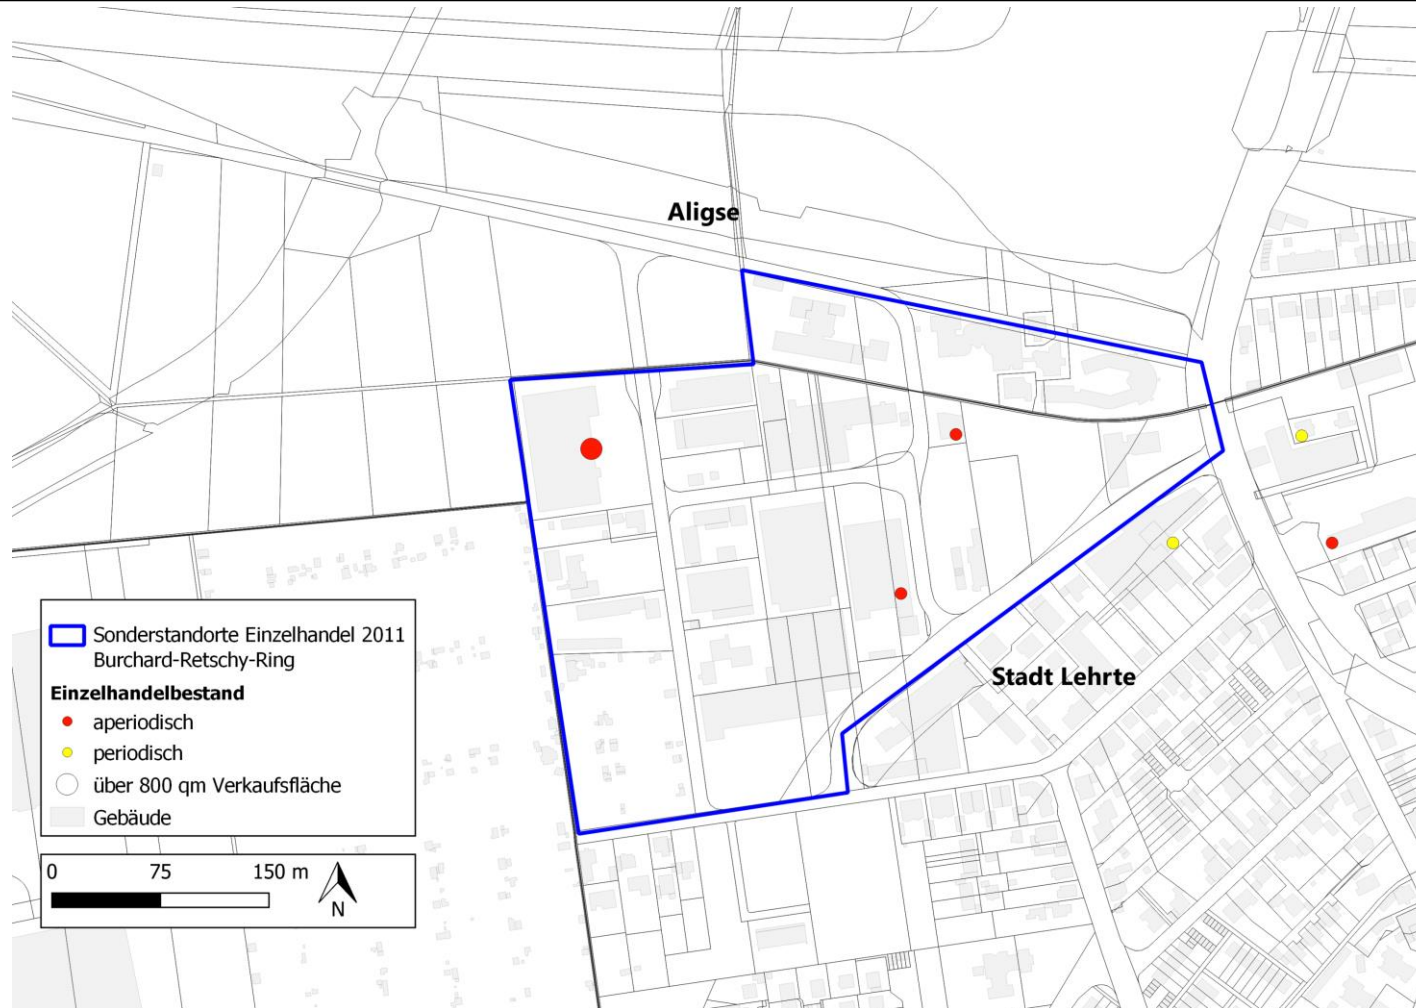 Aligse
Stadt Lehrte
Sonderstandorte Einzelhandel 2011
Burchard-Retschy-Ring
Einzelhandelbestand
aperiodisch
periodisch
über 800 qm Verkaufsfläche
Gebäude
0 75 150 m
N